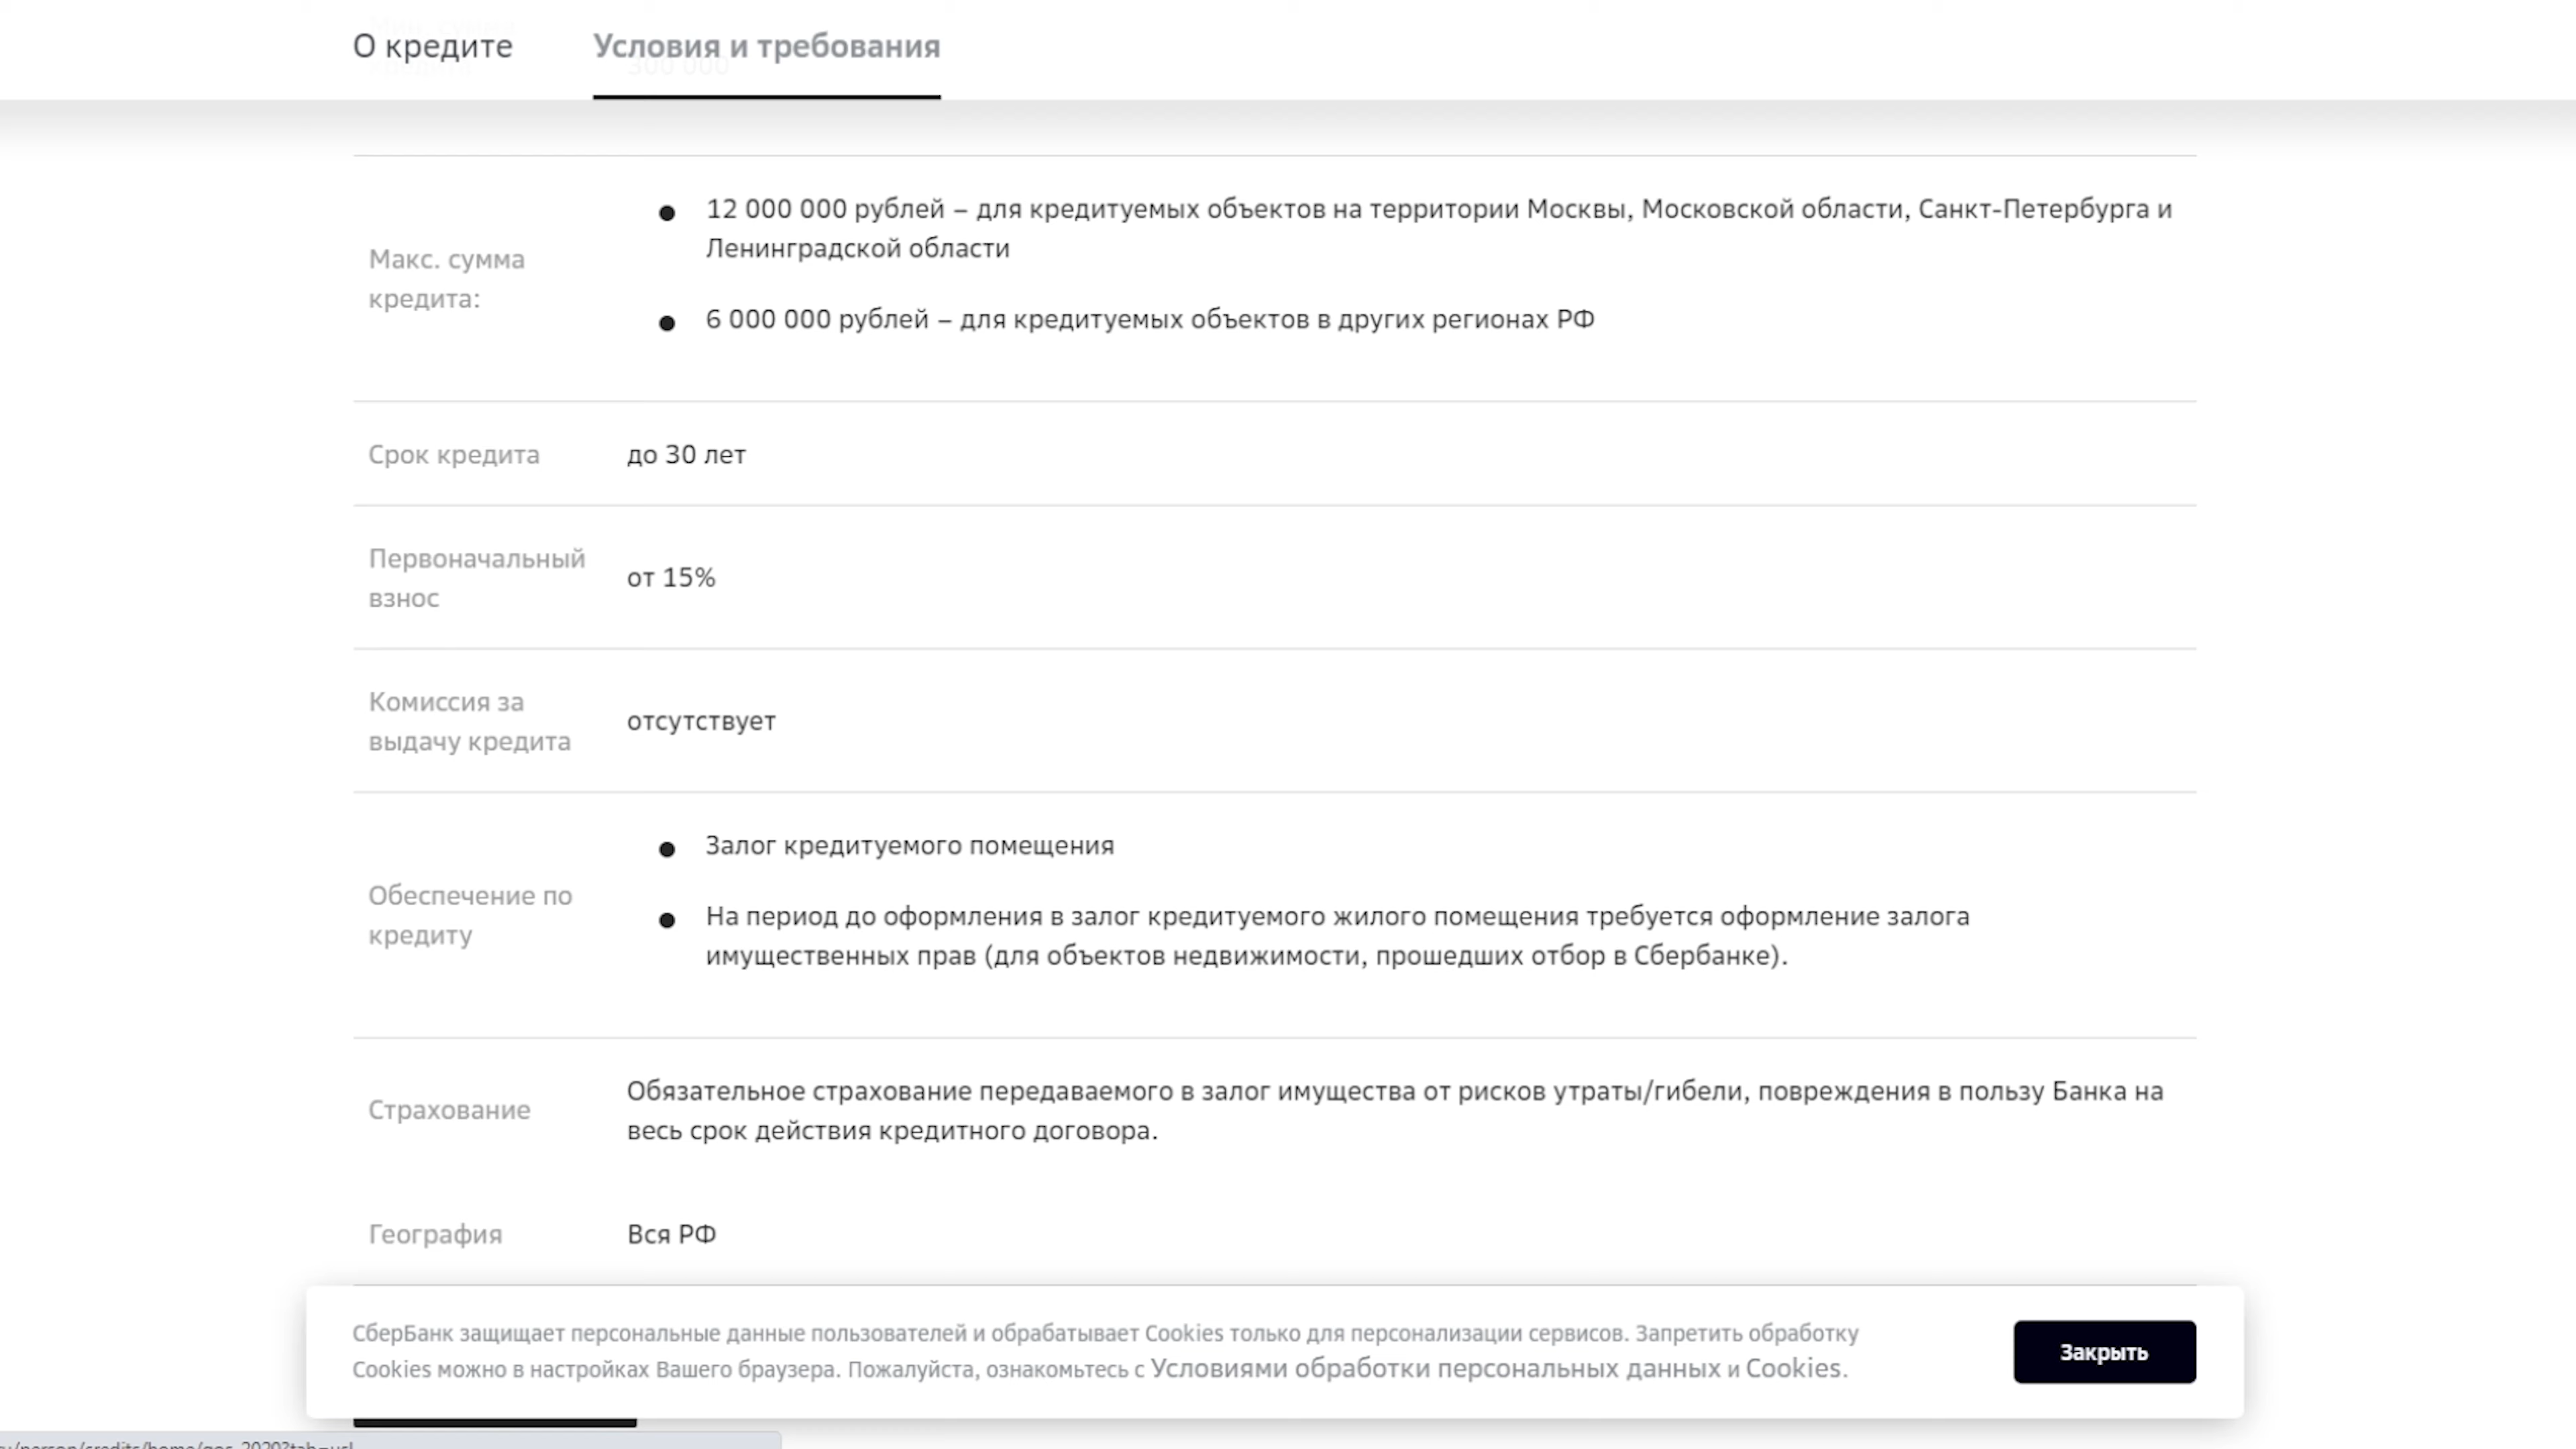 О кредите
Условия и требования
300 000
12 000 000 рублей – для кредитуемых объектов на территории Москвы, Московской области, Санкт-Петербурга и
Ленинградской области
Макс. сумма
кредита:
6 000 000 рублей – для кредитуемых объектов в других регионах РФ
Срок кредита
до 30 лет
Первоначальный
взнос
от 15%
Комиссия за
выдачу кредита
отсутствует
Залог кредитуемого помещения
Обеспечение по
кредиту
На период до оформления в залог кредитуемого жилого помещения требуется оформление залога
имущественных прав (для объектов недвижимости, прошедших отбор в Сбербанке).
Страхование
Обязательное страхование передаваемого в залог имущества от рисков утраты/гибели, повреждения в пользу Банка на
весь срок действия кредитного договора.
География
Вся РФ
СберБанк защищает персональные данные пользователей и обрабатывает Cookies только для персонализации сервисов. Запретить обработку
Cookies можно в настройках Вашего браузера. Пожалуйста, ознакомьтесь с Условиями обработки персональных данных и Cookies.
Закрыть